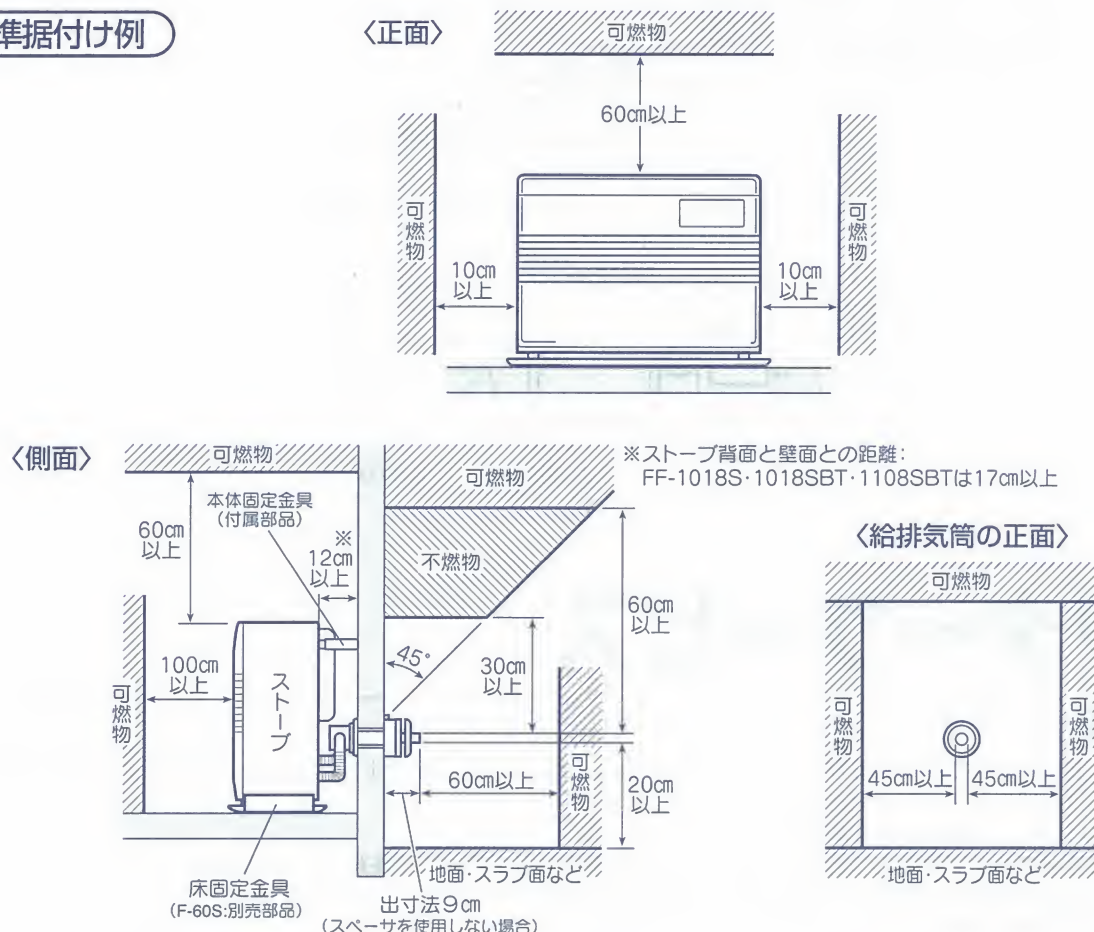 準据付け例
〈正面〉
可燃物
60cm以上
可燃物
可燃物
10cm
以上
10cm
以上
〈側面〉
可燃物
可燃物
※ストーブ背面と壁面との距離:
FF-1018S・1018SBT・1108SBTは17cm以上
本体固定金具
(付属部品)
60cm
以上
※
12cm
以上
不燃物
60cm
以上
45°
30cm
以上
100cm
以上
可燃物
ストーブ
60cm以上
可燃物
20cm
以上
地面・スラブ面など
床固定金具
(F-60S:別売部品)
出寸法9cm
(スペーサを使用しない場合)
〈給排気筒の正面〉
可燃物
可燃物
可燃物
45cm以上
45cm以上
地面・スラブ面など